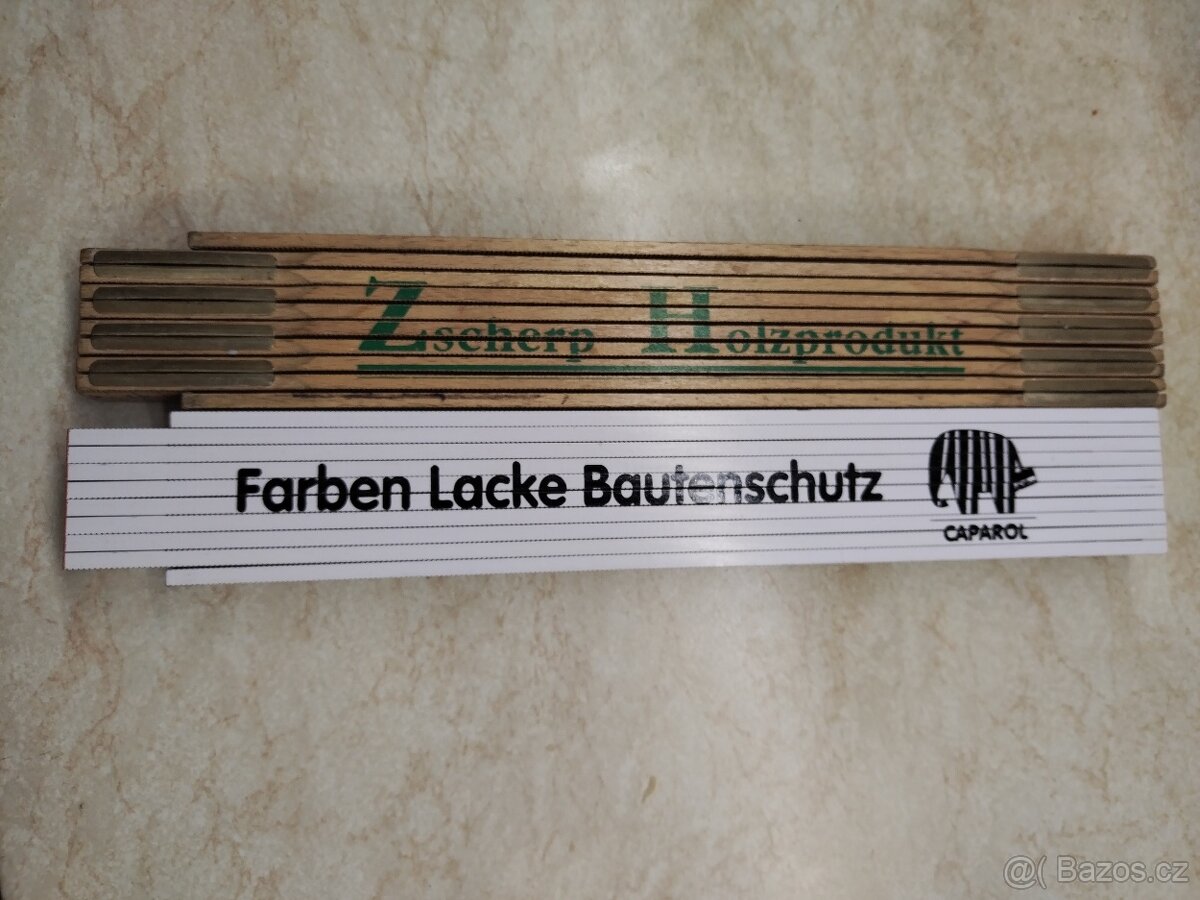 Zscherp Holzprodukt
Farben Lacke Bautenschutz
CAPAROL
@( Bazos.cz